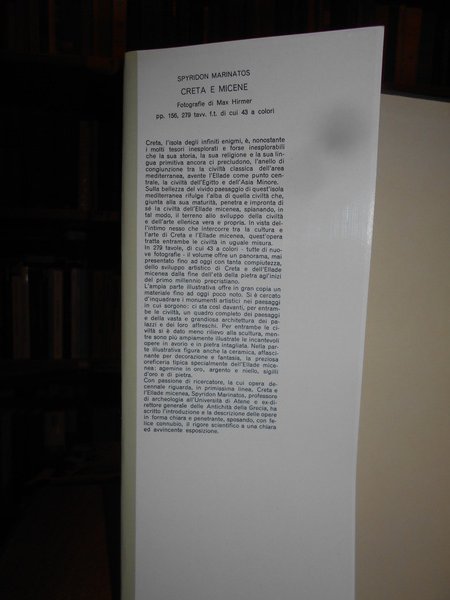 SPYRIDON MARINATOS
CRETA E MICENE
Fotografie di Max Hirmer
pp. 156, 279 tavv. f.t. di cui 43 a colori
Creta, l'isola degli infiniti enigmi, è, nonostante
i molti tesori inesplorati e forse inesplorabili
che la sua storia, la sua religione e la sua lin
gua primitiva ancora ci precludono, l'anello di
congiunzione tra la civiltà classica dell'area
mediterranea, avente l'Ellade come punto cen-
trale, la civiltà dell'Egitto e dell'Asia Minore.
Sulla bellezza del vivido paesaggio di quest'isola
mediterranea rifulge l'alba di quella civiltà che,
giunta alla sua maturità, penetra e impronta di
sé la civiltà dell'Ellade micenea, spianando, in
tal modo, il terreno allo sviluppo della civiltà
e dell'arte ellenica vera e propria. In vista del-
l'intimo nesso che intercorre tra la cultura e
l'arte di Creta e l'Ellade micenea, quest'opera
tratta entrambe le civiltà in uguale misura.
In 279 tavole, di cui 43 a colori - tutte di nuo-
ve fotografie - il volume offre un panorama, mai
presentato fino ad oggi con tanta compiutezza,
dello sviluppo artistico di Creta e dell'Ellade
micenea dalla fine dell'età della pietra agl'inizi
del primo millennio precristiano.
L'ampia parte illustrativa offre in gran copia un
materiale fino ad oggi poco noto. Si è cercato
d'inquadrare i monumenti artistici nei paesaggi
in cui sorgono: ci sta così davanti, per entram-
be le civiltà, un quadro completo dei paesaggi
e della vasta e grandiosa architettura dei pa-
lazzi e dei loro affreschi. Per entrambe le ci-
viltà si è dato meno rilievo alla scultura, men-
tre sono più ampiamente illustrate le incantevoli
opere in avorio e in pietra intagliata. Nella par-
te illustrativa figura anche la ceramica, affasci-
nante per decorazione e fantasia, la preziosa
oreficeria tipica specialmente dell'Ellade mice-
nea: agemine in oro, argento e niello, sigilli
d'oro e di pietra.
Con passione di ricercatore, la cui opera de-
cennale riguarda, in primissima linea, Creta e
l'Ellade micenea, Spyridon Marinatos, professore
di archeologia all'Università di Atene e ex-di-
rettore generale delle Antichità della Grecia, ha
scritto l'introduzione e la descrizione delle opere
in forma chiara e penetrante, sposando, con fe-
lice connubio, il rigore scientifico a una chiara
ed avvincente esposizione.